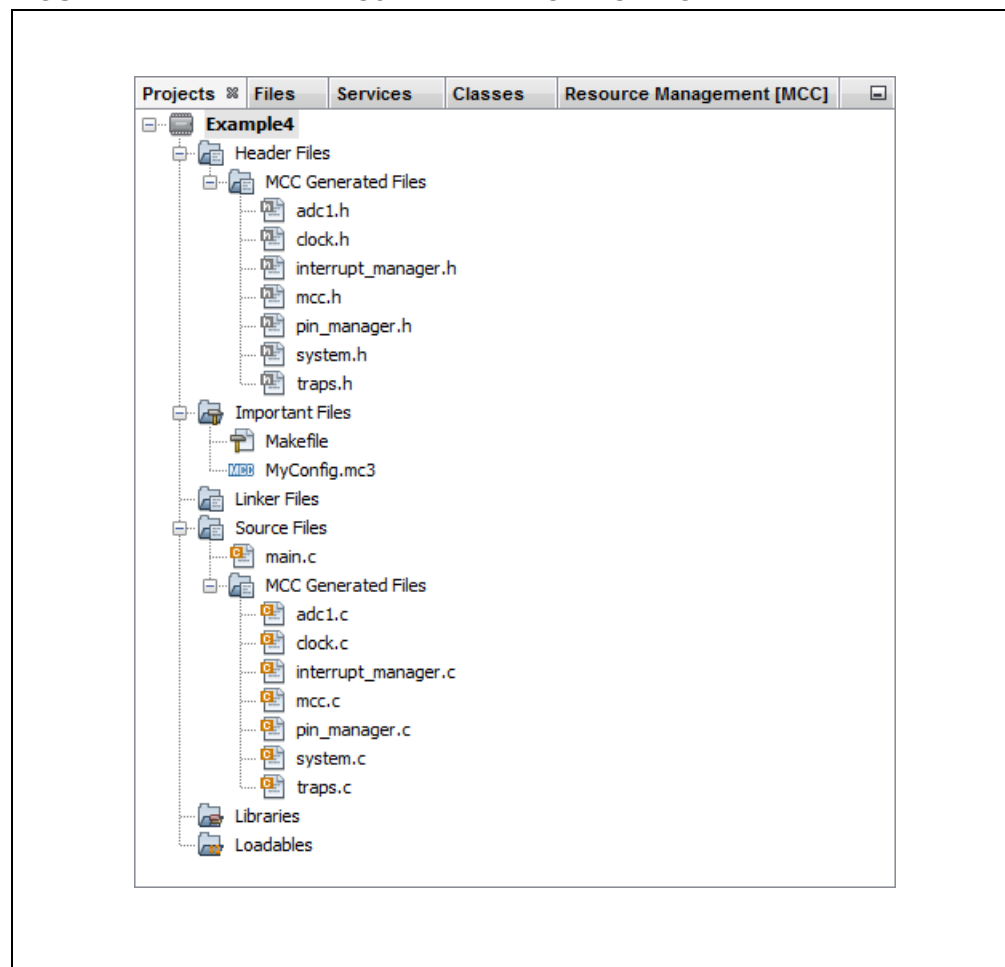 Projects Files Services Classes Resource Management [MCC]
Example4
Header Files
MCC Generated Files
adc1.h
clock.h
interrupt_manager.h
mcc.h
pin_manager.h
system.h
traps.h
Important Files
Makefile
MCC MyConfig.mc3
Linker Files
Source Files
main.c
MCC Generated Files
adc1.c
clock.c
interrupt_manager.c
mcc.c
pin_manager.c
system.c
traps.c
Libraries
Loadables